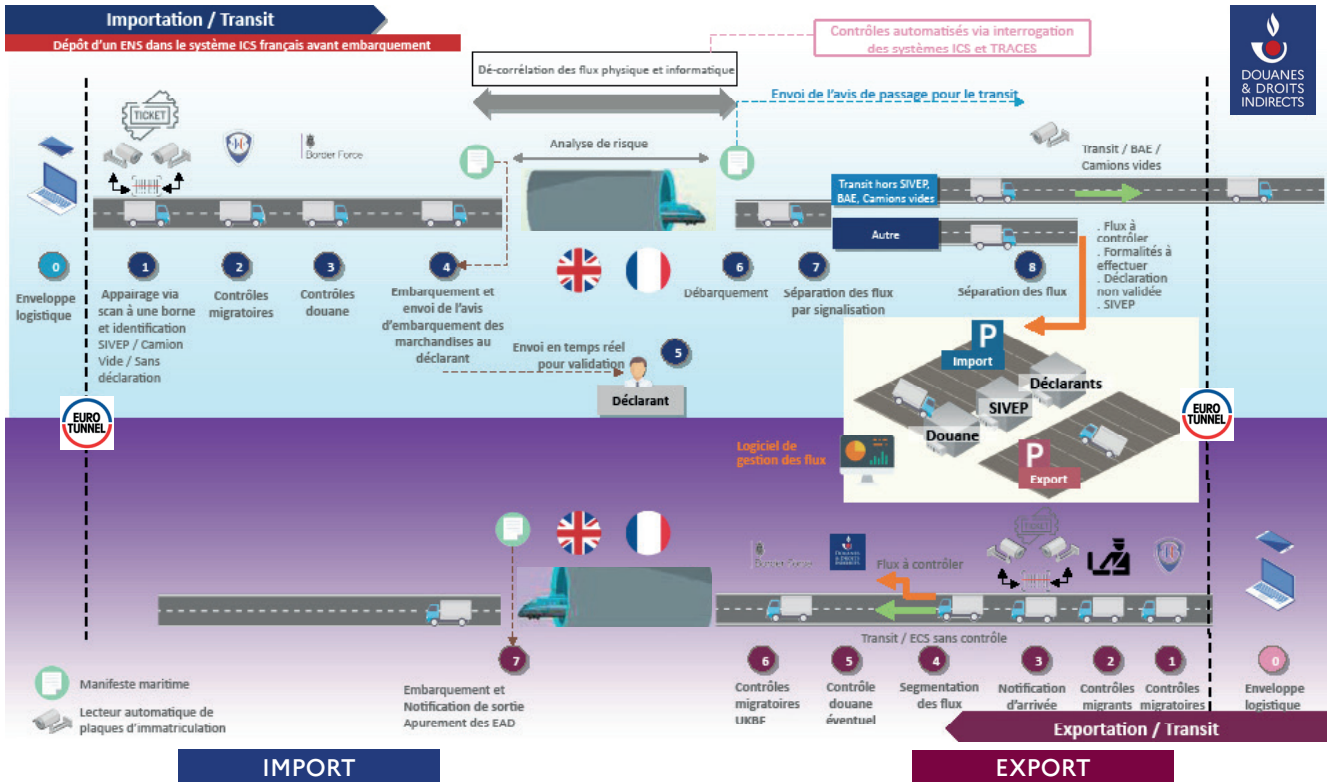 Importation / Transit
Dépôt d'un ENS dans le système ICS français avant embarquement
Contrôles automatisés via interrogation
des systèmes ICS et TRACES
Dé-corrélation des flux physique et informatique
DOUANES
& DROITS
INDIRECTS
Envoi de l'avis de passage pour le transit
TICKET
Border Force
Analyse de risque
Transit / BAE /
Camions vides
Transit hors SIVEP,
BAE, Camions vides
Autre
. Flux à
contrôler
. Formalités à
effectuer
. Déclaration
non validée
. SIVEP
0
Enveloppe
logistique
1
Appairage via
scan à une borne
et identification
SIVEP / Camion
Vide / Sans
déclaration
2
Contrôles
migratoires
3
Contrôles
douane
4
Embarquement et
envoi de l'avis
d'embarquement des
marchandises au
déclarant
6
Débarquement
7
Séparation des flux
par signalisation
8
Séparation des flux
Envoi en temps réel
pour validation
5
Déclarant
P
Import
Déclarants
SIVEP
Douane
P
Export
EURO
TUNNEL
EURO
TUNNEL
Logiciel de
gestion des flux
TICKET
Border Force
DOUANES
& DROITS
INDIRECTS
Flux à contrôler
Transit / ECS sans contrôle
7
Embarquement et
Notification de sortie
Apurement des EAD
6
Contrôles
migratoires
UKBF
5
Contrôle
douane
éventuel
4
Segmentation
des flux
3
Notification
d'arrivée
2
Contrôles
migrants
1
Contrôles
migratoires
0
Enveloppe
logistique
Manifeste maritime
Lecteur automatique de
plaques d'immatriculation
Exportation / Transit
IMPORT
EXPORT